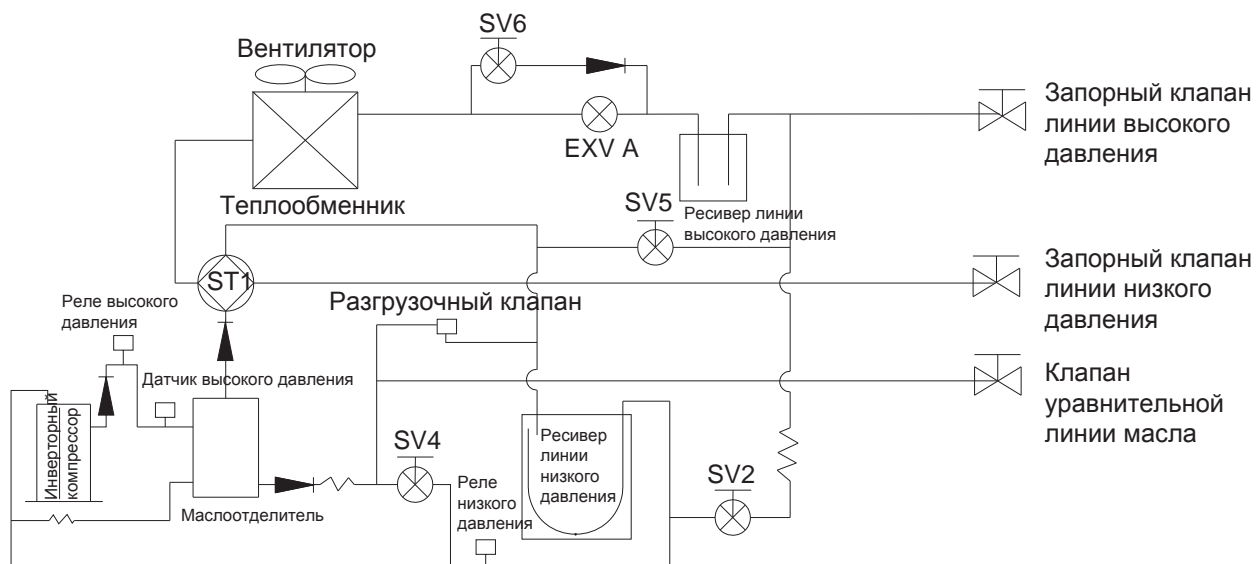 SV6
Вентилятор
EXV A
Запорный клапан
линии высокого
давления
Теплообменник
SV5
Ресивер линии
высокого давления
ST1
Запорный клапан
линии низкого
давления
Реле высокого
давления
Разгрузочный клапан
Датчик высокого давления
Клапан
уравнительной
линии масла
Инверторный
компрессор
SV4
Ресивер
линии
низкого
давления
SV2
Реле
низкого
давления
Маслоотделитель